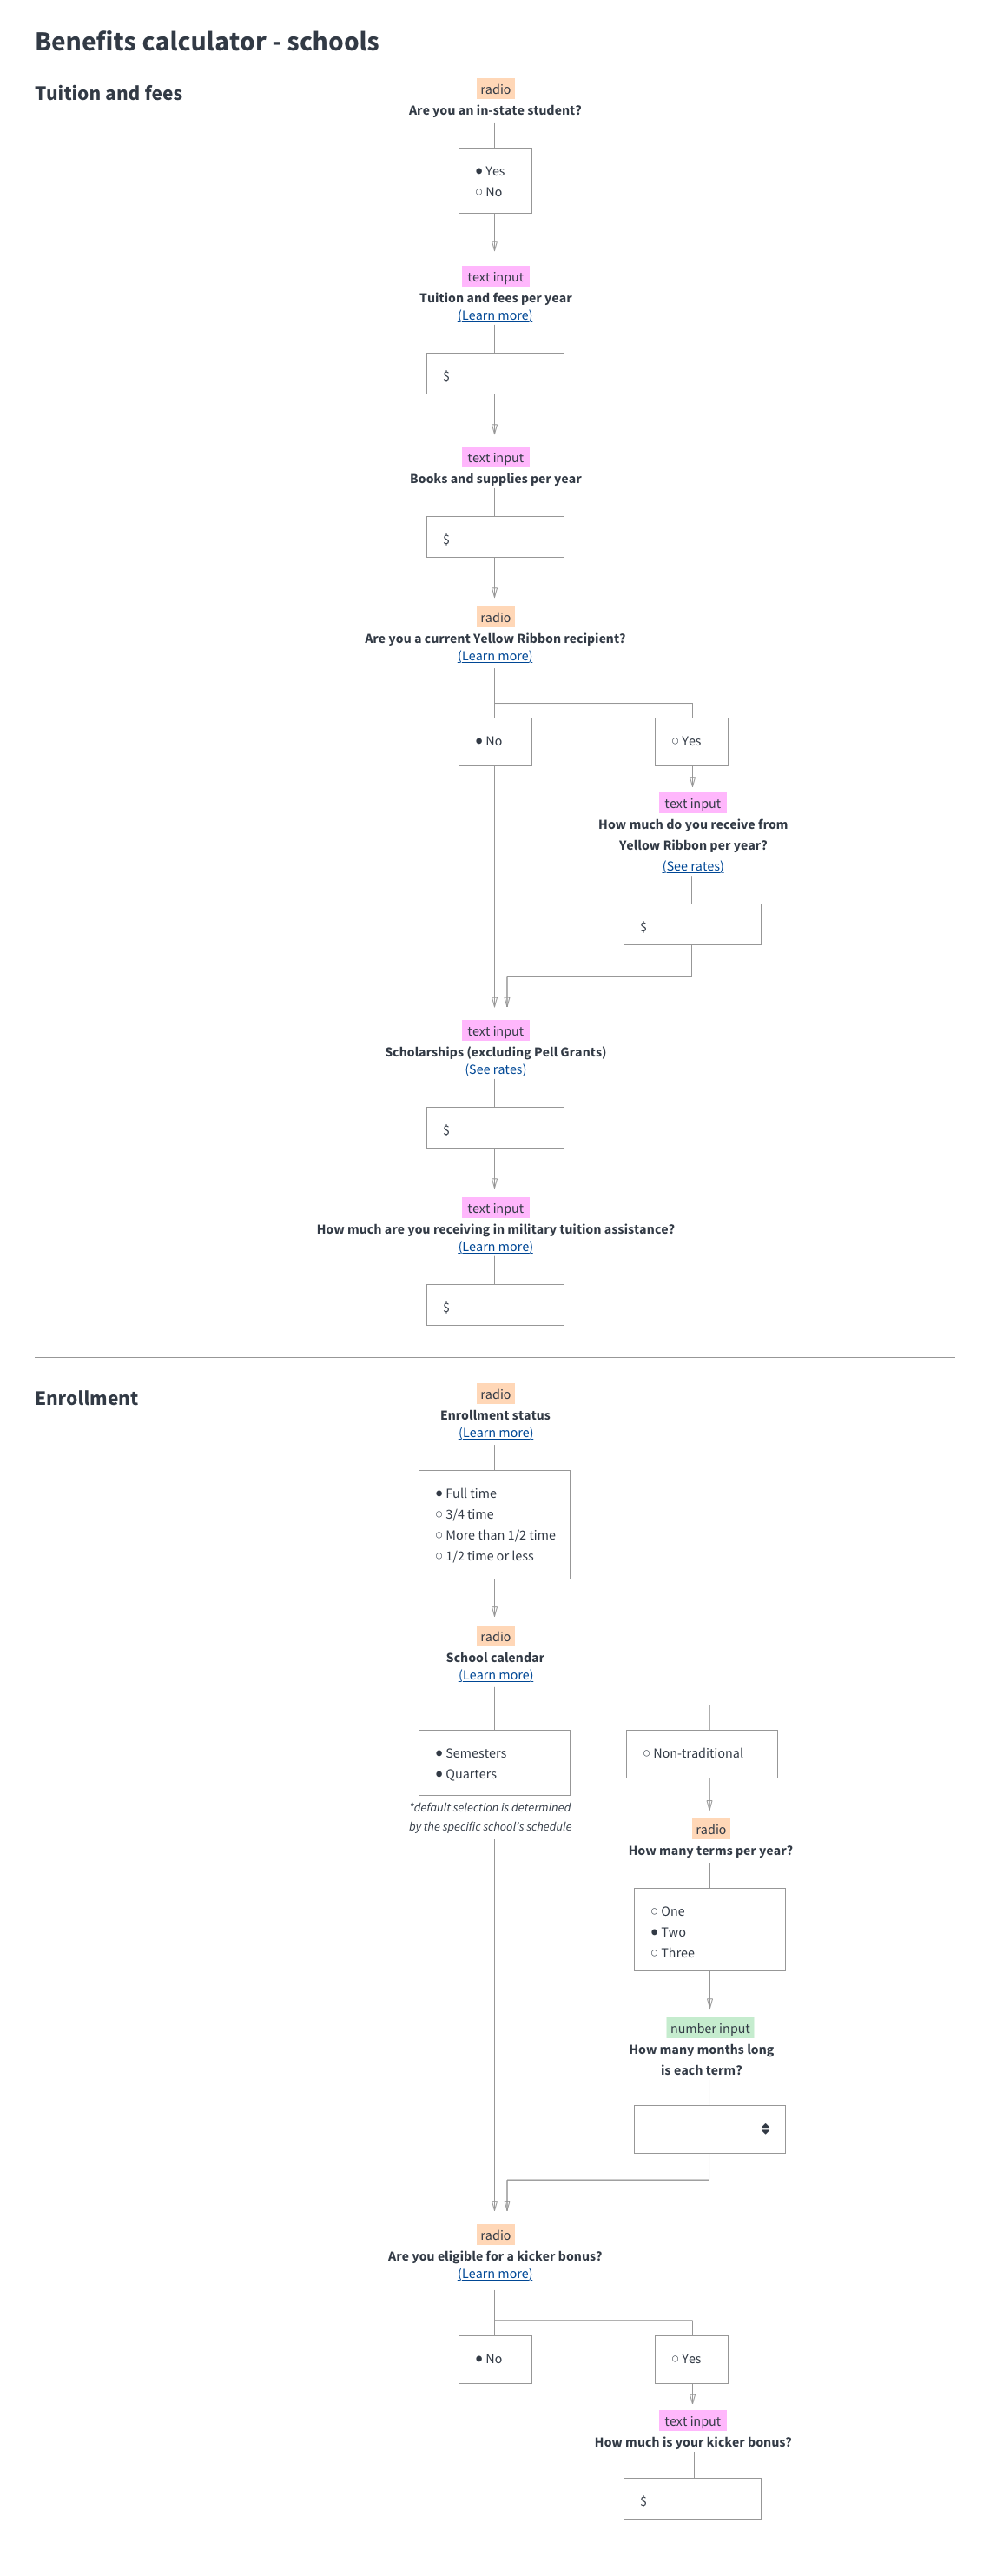 Benefits calculator - schools
Tuition and fees
radio
Are you an in-state student?
● Yes
○ No
text input
Tuition and fees per year
(Learn more)
$
text input
Books and supplies per year
$
radio
Are you a current Yellow Ribbon recipient?
(Learn more)
● No
○ Yes
text input
How much do you receive from
Yellow Ribbon per year?
(See rates)
$
text input
Scholarships (excluding Pell Grants)
(See rates)
$
text input
How much are you receiving in military tuition assistance?
(Learn more)
$
Enrollment
radio
Enrollment status
(Learn more)
● Full time
○ 3/4 time
○ More than 1/2 time
○ 1/2 time or less
radio
School calendar
(Learn more)
● Semesters
● Quarters
*default selection is determined
by the specific school's schedule
○ Non-traditional
radio
How many terms per year?
○ One
● Two
○ Three
number input
How many months long
is each term?
radio
Are you eligible for a kicker bonus?
(Learn more)
● No
○ Yes
text input
How much is your kicker bonus?
$